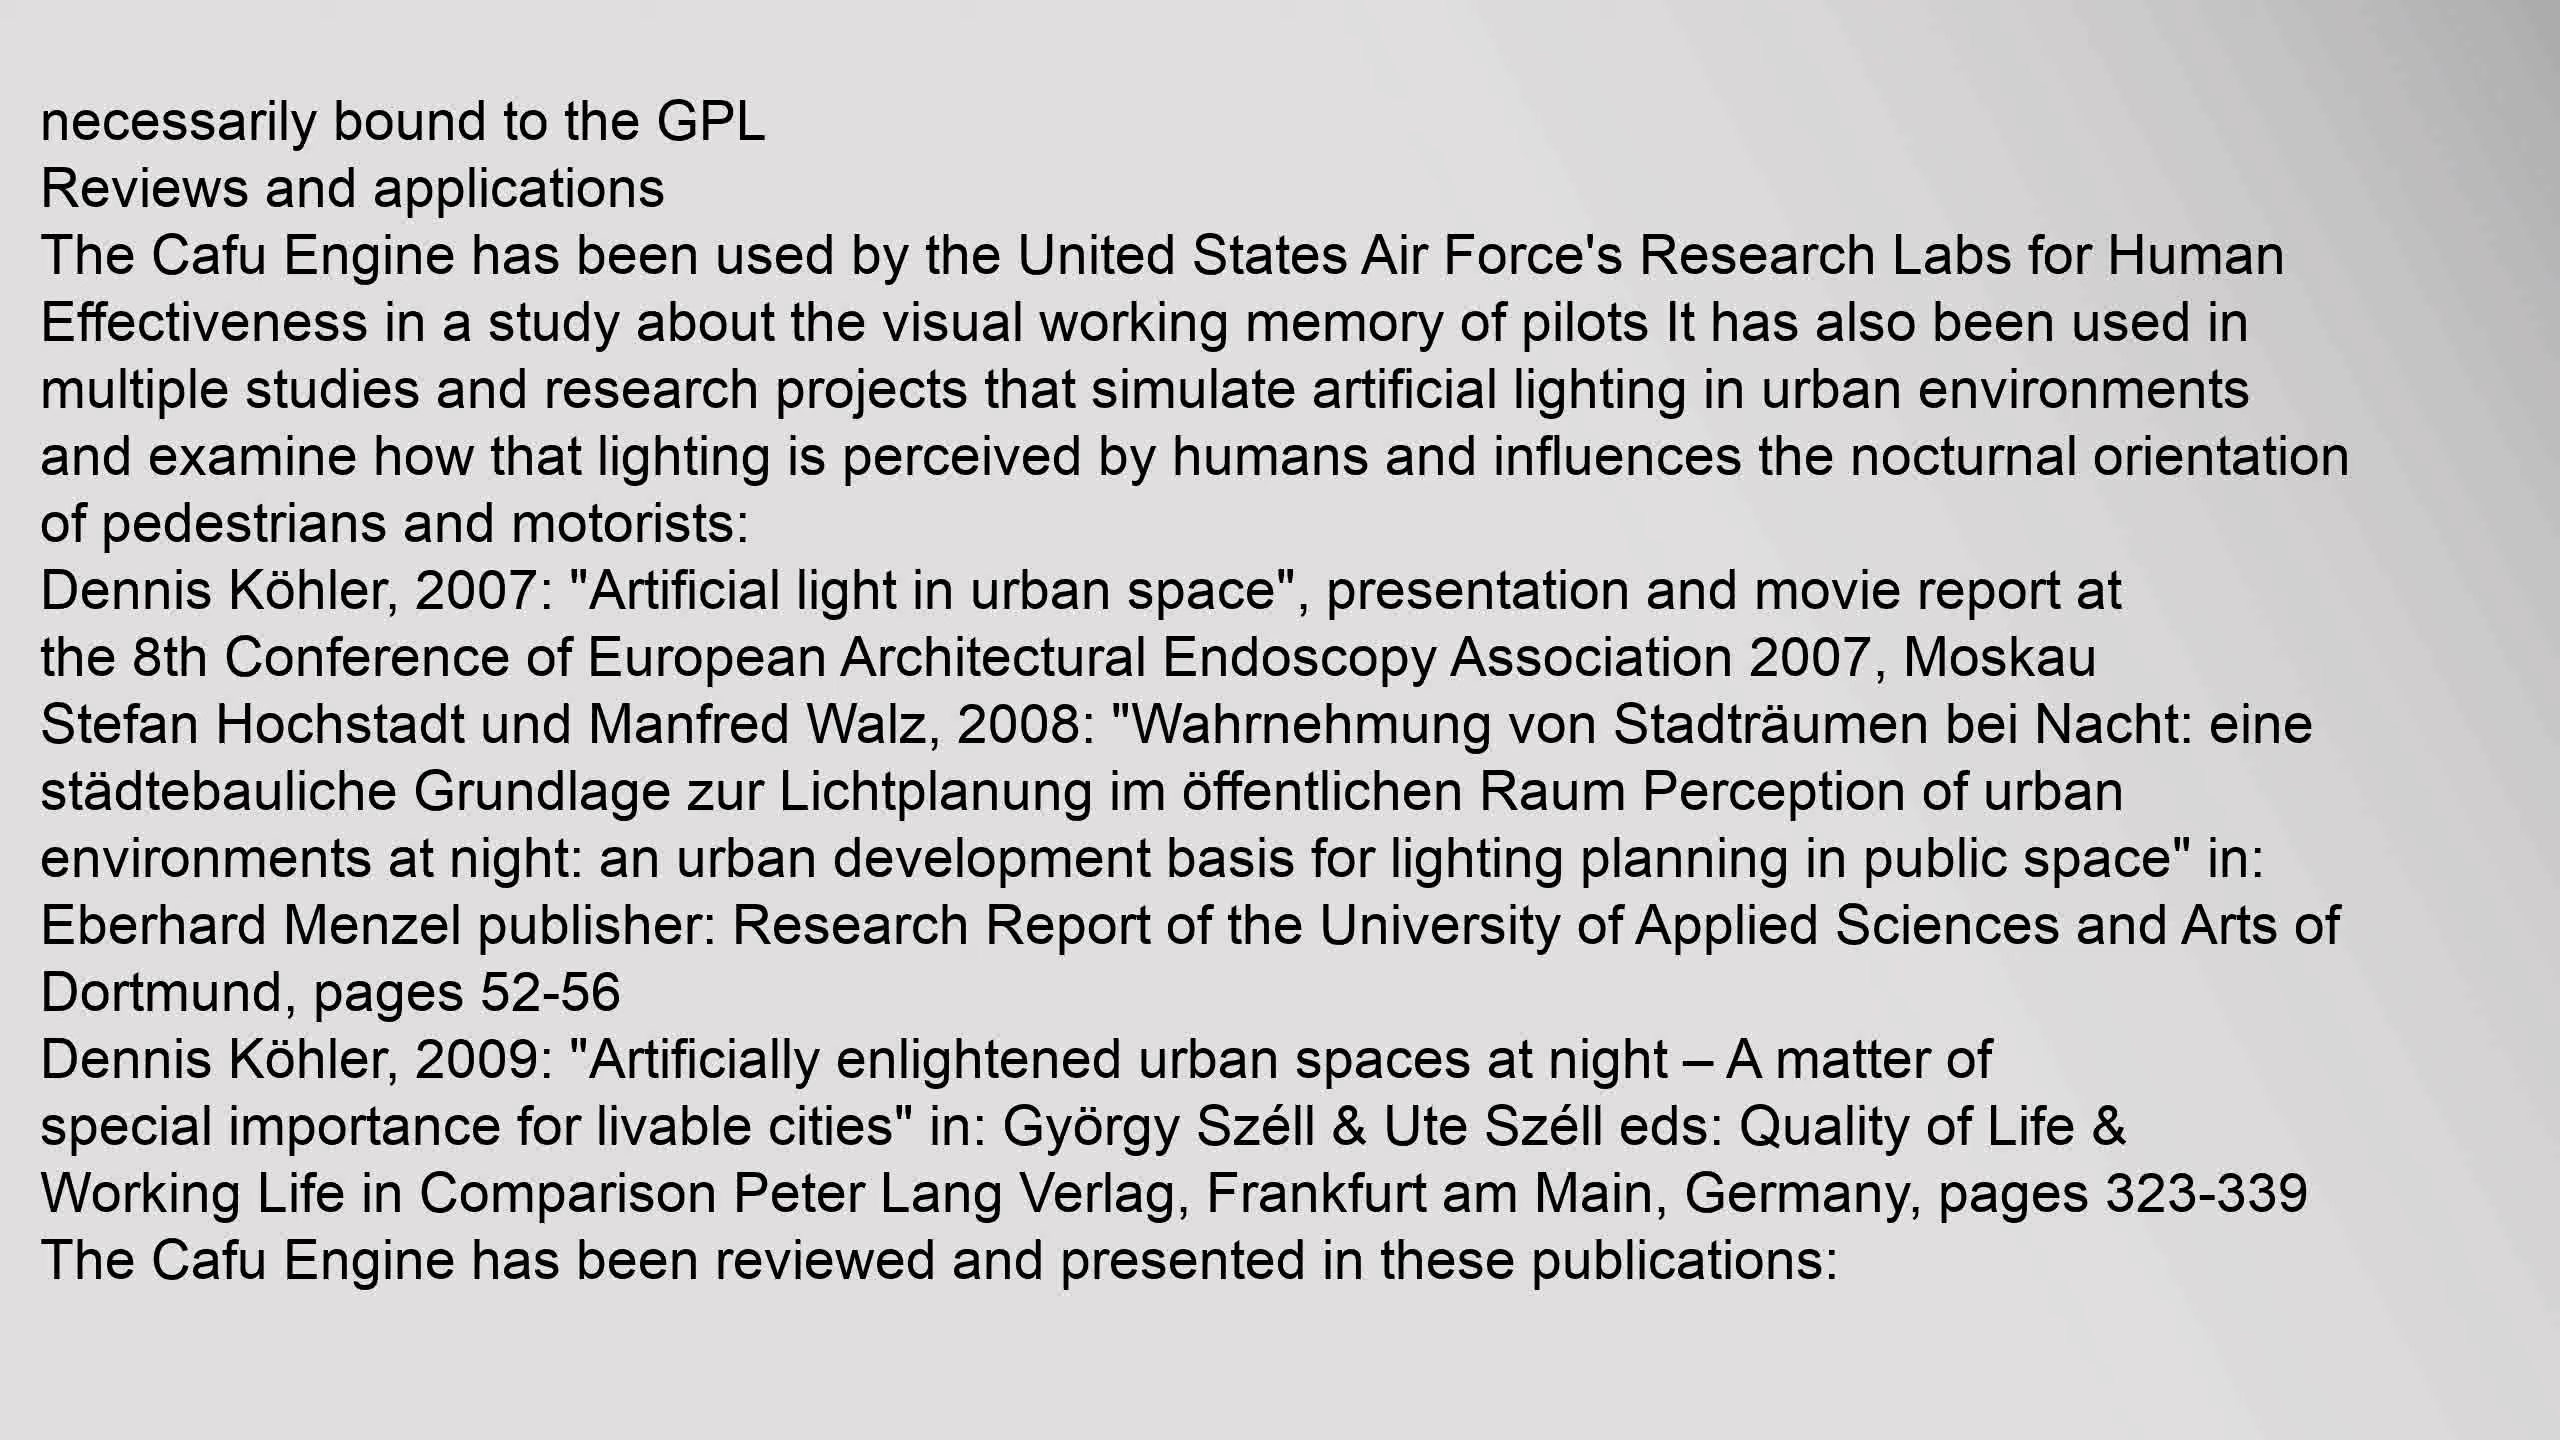 necessarily bound to the GPL
Reviews and applications
The Cafu Engine has been used by the United States Air Force's Research Labs for Human
Effectiveness in a study about the visual working memory of pilots It has also been used in
multiple studies and research projects that simulate artificial lighting in urban environments
and examine how that lighting is perceived by humans and influences the nocturnal orientation
of pedestrians and motorists:
Dennis Köhler, 2007: "Artificial light in urban space", presentation and movie report at
the 8th Conference of European Architectural Endoscopy Association 2007, Moskau
Stefan Hochstadt und Manfred Walz, 2008: "Wahrnehmung von Stadträumen bei Nacht: eine
städtebauliche Grundlage zur Lichtplanung im öffentlichen Raum Perception of urban
environments at night: an urban development basis for lighting planning in public space" in:
Eberhard Menzel publisher: Research Report of the University of Applied Sciences and Arts of
Dortmund, pages 52-56
Dennis Köhler, 2009: "Artificially enlightened urban spaces at night – A matter of
special importance for livable cities" in: György Széll & Ute Széll eds: Quality of Life &
Working Life in Comparison Peter Lang Verlag, Frankfurt am Main, Germany, pages 323-339
The Cafu Engine has been reviewed and presented in these publications: